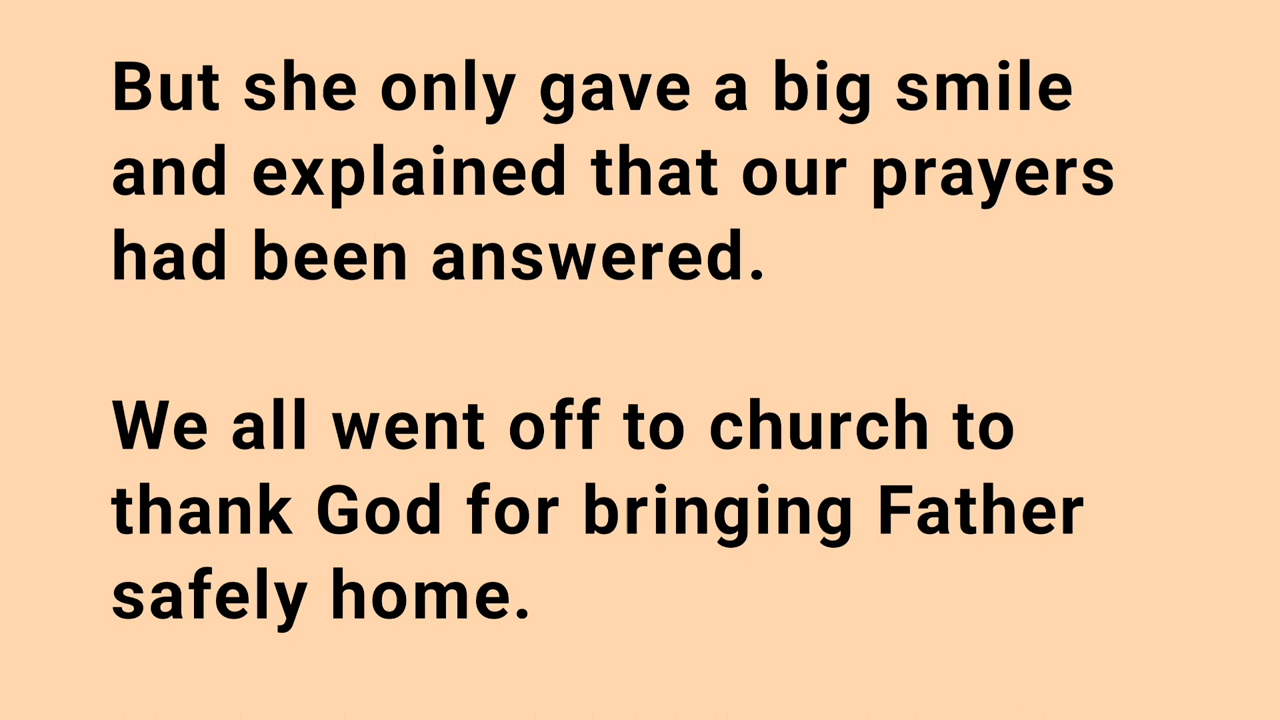 But she only gave a big smile
and explained that our prayers
had been answered.
We all went off to church to
thank God for bringing Father
safely home.